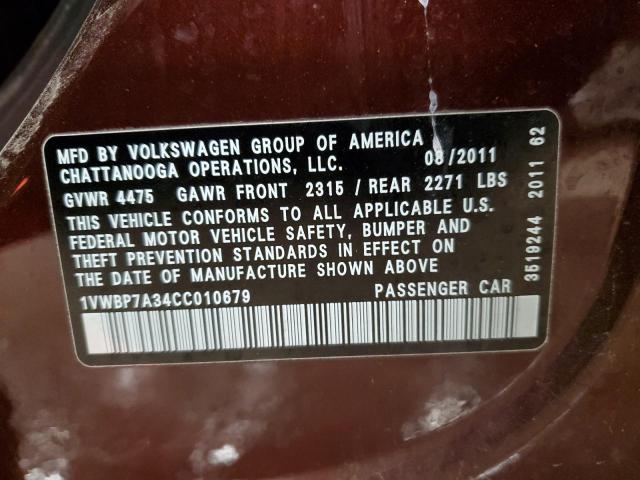 MFD BY VOLKSWAGEN GROUP OF AMERICA
CHATTANOOGA OPERATIONS, LLC. 08/2011
GVWR 4475 GAWR FRONT 2315 / REAR 2271 LBS
THIS VEHICLE CONFORMS TO ALL APPLICABLE U.S.
FEDERAL MOTOR VEHICLE SAFETY, BUMPER AND
THEFT PREVENTION STANDARDS IN EFFECT ON
THE DATE OF MANUFACTURE SHOWN ABOVE
1VWBP7A34CC010679 PASSENGER CAR
3519244 2011 62